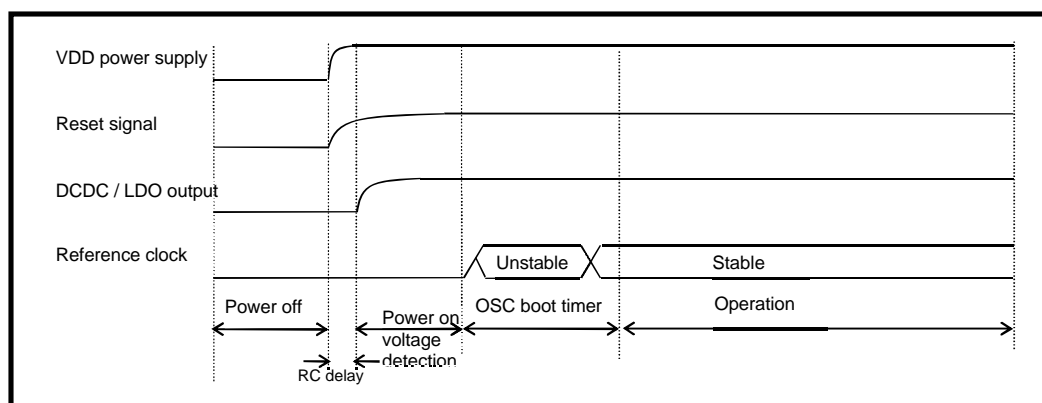 VDD power supply
Reset signal
DCDC / LDO output
Reference clock
Unstable
Stable
Power off
Power on
voltage
detection
OSC boot timer
Operation
RC delay